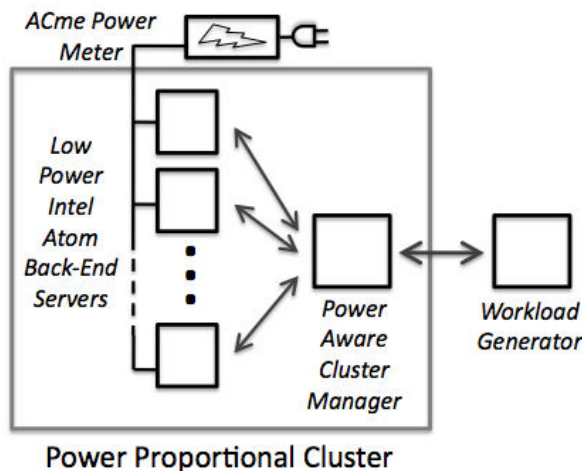 ACme Power
Meter
Low
Power
Intel
Atom
Back-End
Servers
Power
Aware
Cluster
Manager
Workload
Generator
Power Proportional Cluster